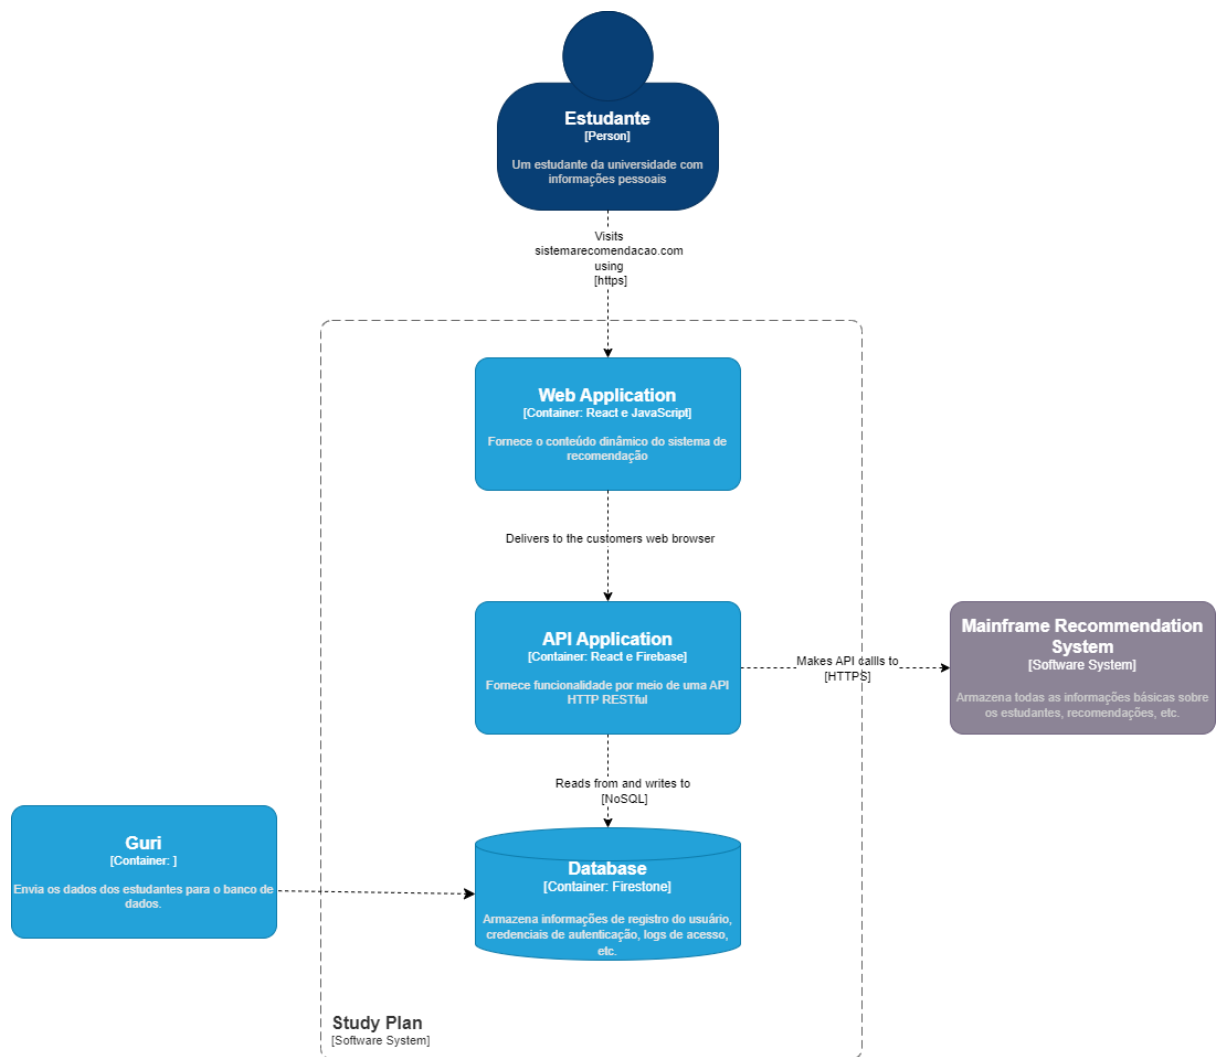 Estudante
[Person]
Um estudante da universidade com
informações pessoais
Visits
sistemarecomendacao.com
using
[https]
Web Application
[Container: React e JavaScript]
Fornece o conteúdo dinâmico do sistema de
recomendação
Delivers to the customers web browser
API Application
[Container: React e Firebase]
Fornece funcionalidade por meio de uma API
HTTP RESTful
Makes API callls to
[HTTPS]
Mainframe Recommendation
System
[Software System]
Armazena todas as informações básicas sobre
os estudantes, recomendações, etc.
Reads from and writes to
[NoSQL]
Guri
[Container: ]
Envia os dados dos estudantes para o banco de
dados.
Database
[Container: Firestone]
Armazena informações de registro do usuário,
credenciais de autenticação, logs de acesso,
etc.
Study Plan
[Software System]